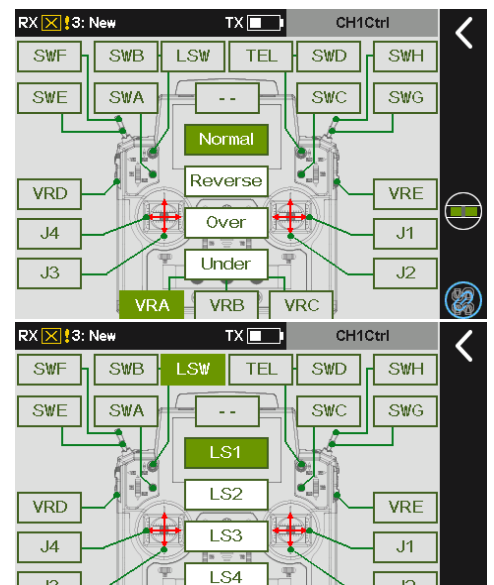 RX 3: New TX CH1Ctrl
SWF SWB LSW TEL SWD SWH
SWE SWA -- SWC SWG
Normal
Reverse
VRD VRE
Over
J4 J1
Under
J3 J2
VRA VRB VRC
RX 3: New TX CH1Ctrl
SWF SWB LSW TEL SWD SWH
SWE SWA -- SWC SWG
LS1
LS2
VRD VRE
LS3
J4 J1
LS4
J3 J2